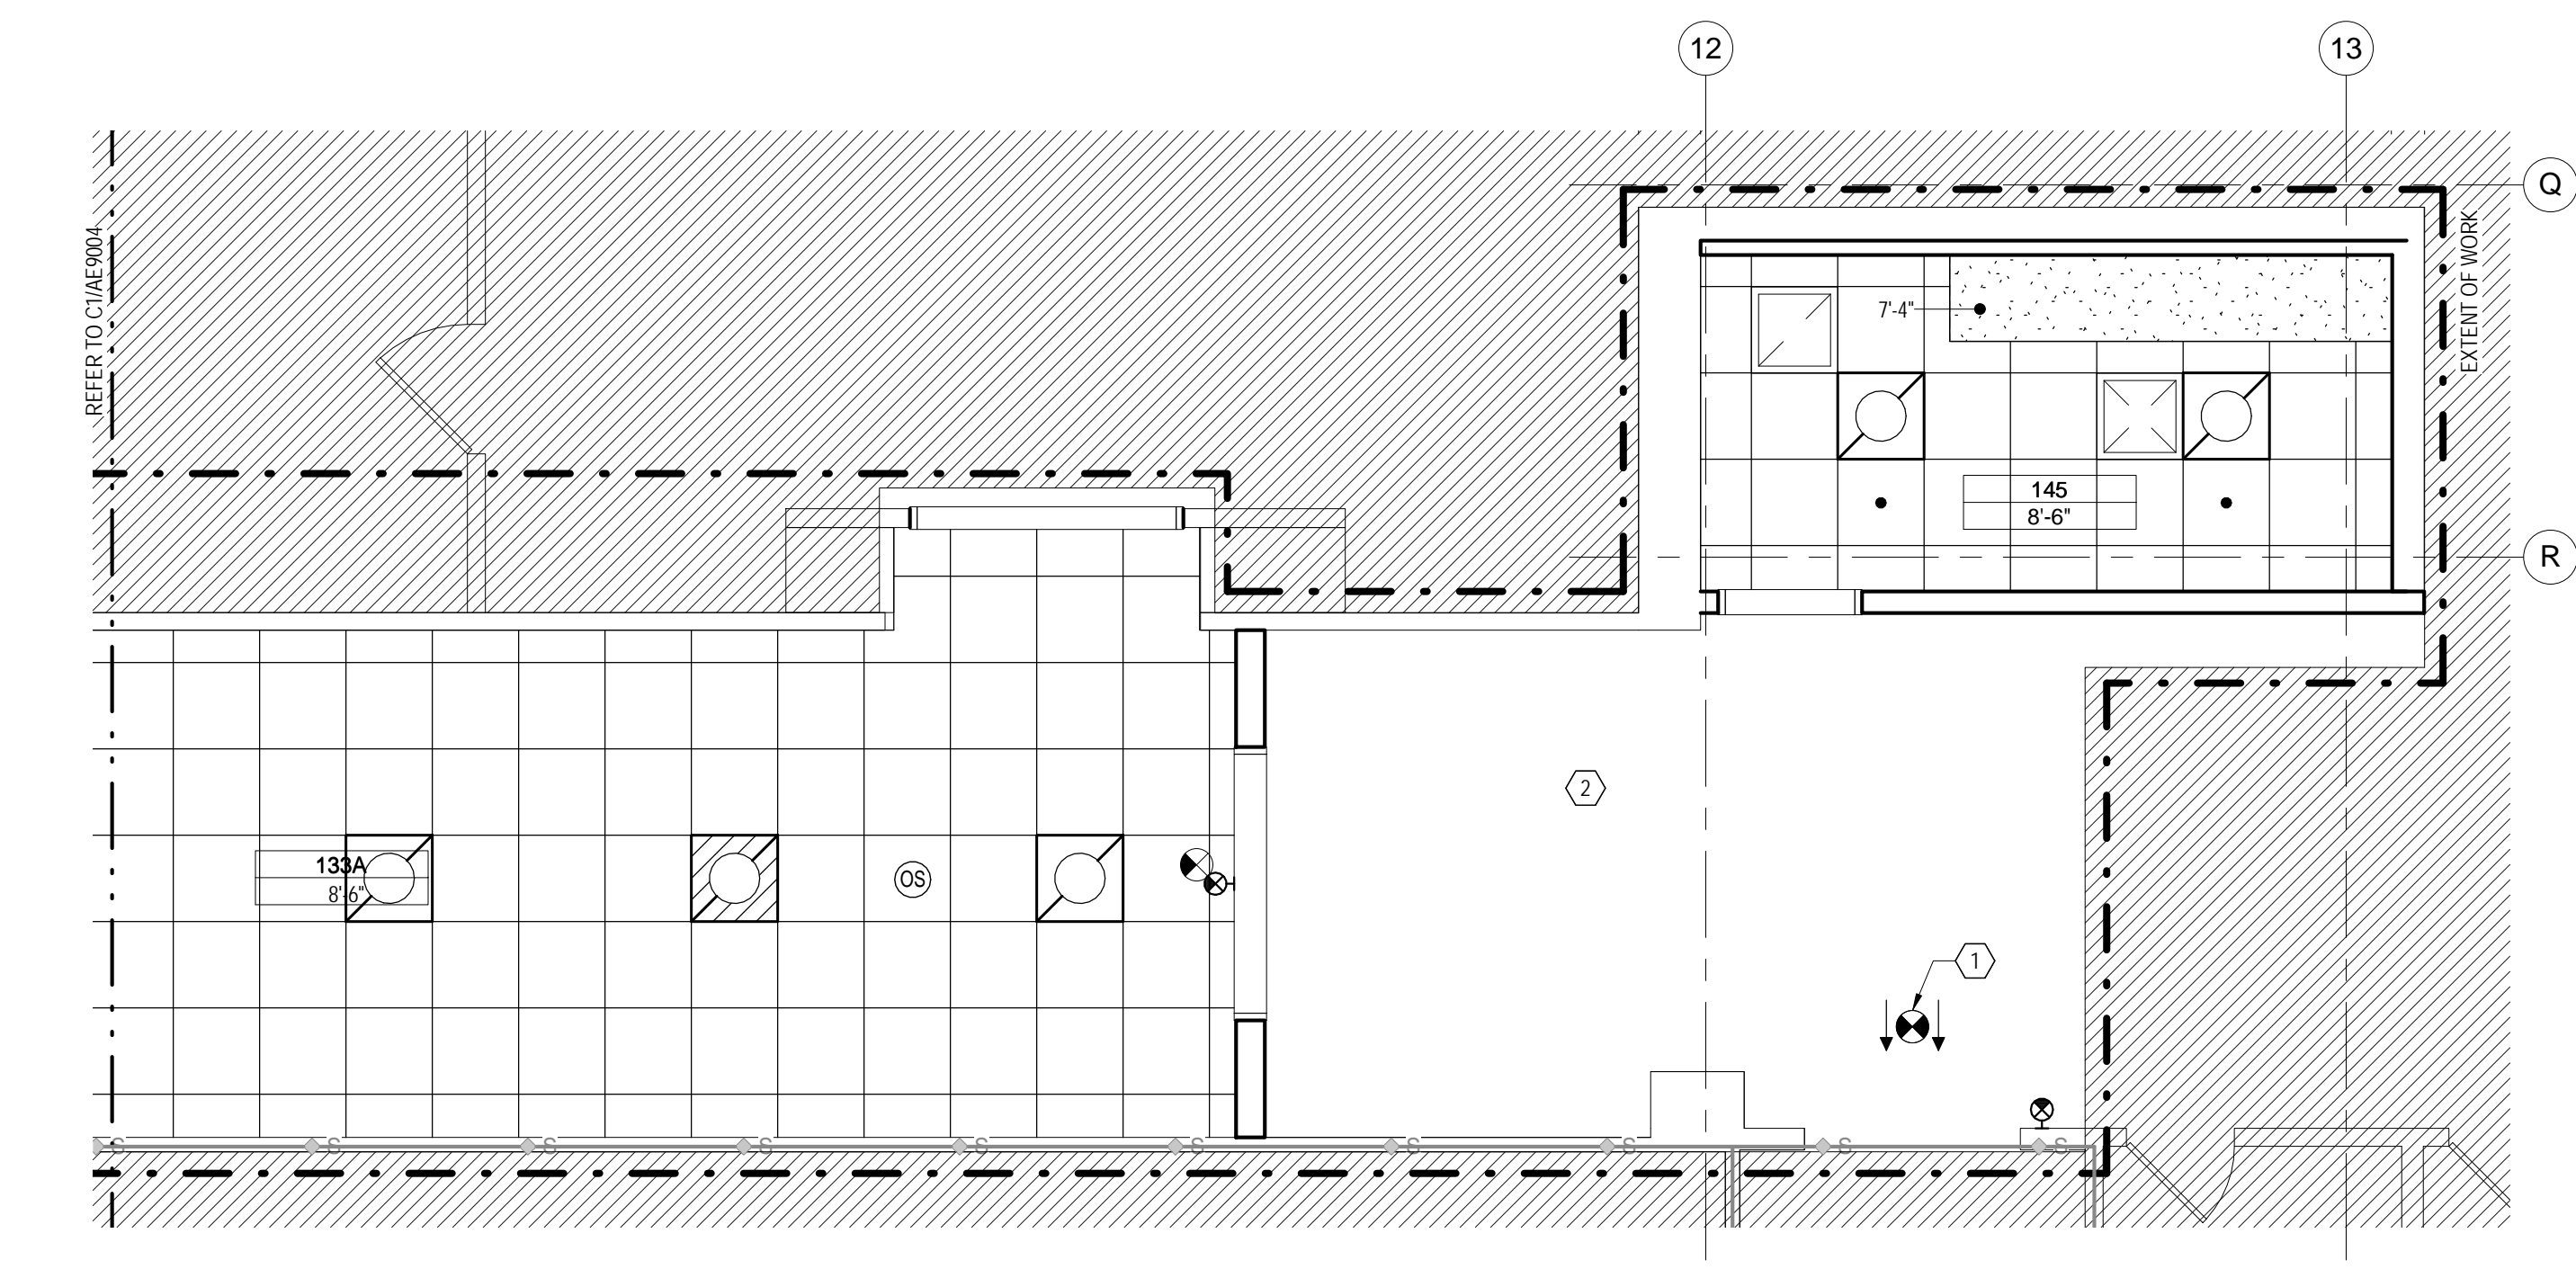 12
13
Q
REFER TO C1/AE9004
EXTENT OF WORK
7'-4"
145
8'-6"
R
2
133A
8'-6"
OS
1
S S S S S S S S S S